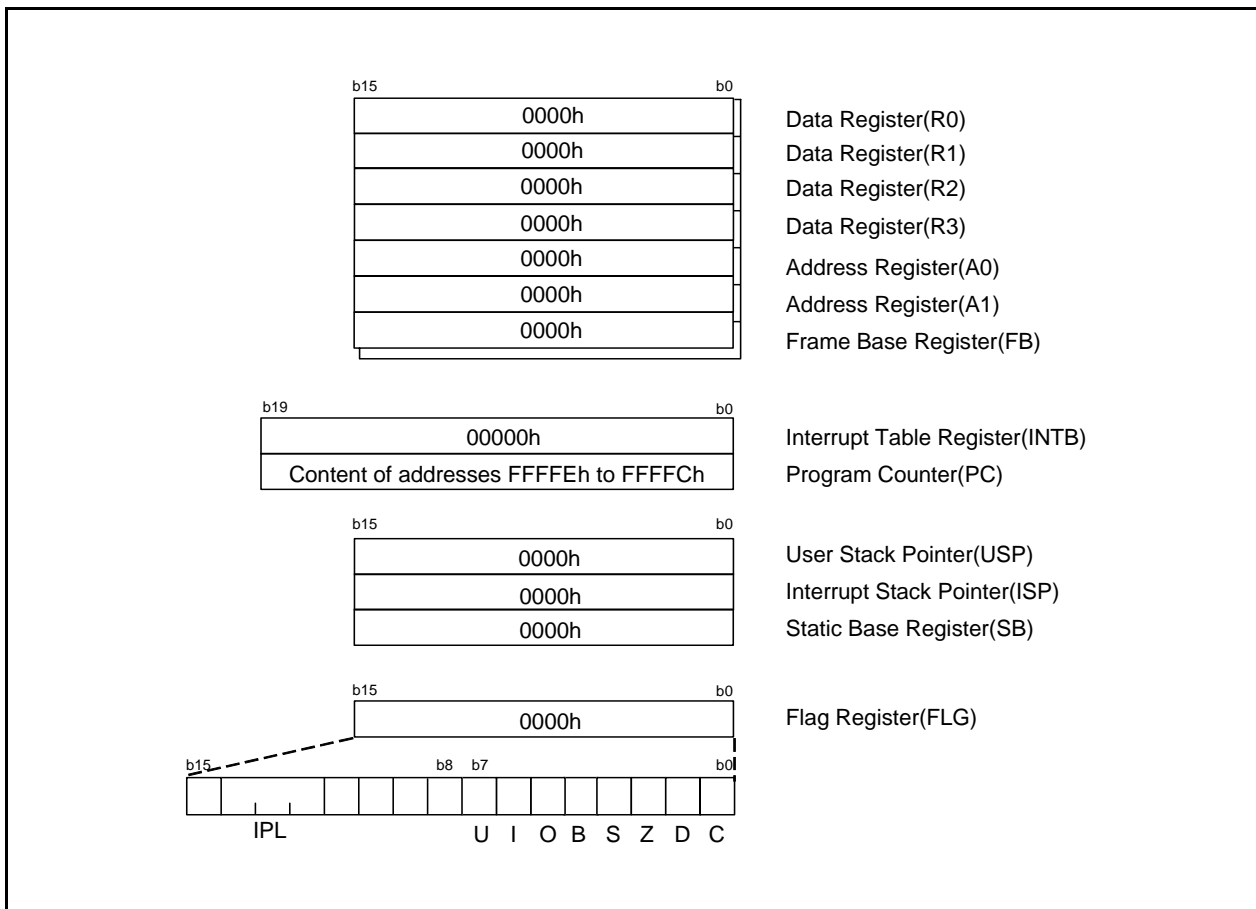 b15 b0
0000h Data Register(R0)
0000h Data Register(R1)
0000h Data Register(R2)
0000h Data Register(R3)
0000h Address Register(A0)
0000h Address Register(A1)
0000h Frame Base Register(FB)
b19 b0
00000h Interrupt Table Register(INTB)
Content of addresses FFFFEh to FFFFCh Program Counter(PC)
b15 b0
0000h User Stack Pointer(USP)
0000h Interrupt Stack Pointer(ISP)
0000h Static Base Register(SB)
b15 b0
0000h Flag Register(FLG)
b15 b8 b7 b0
IPL U I O B S Z D C